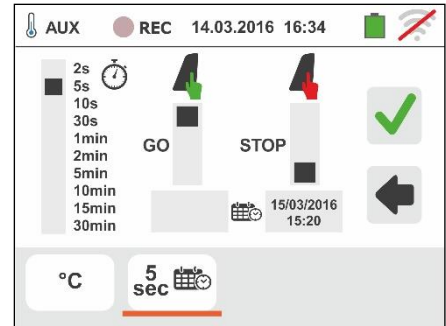 AUX REC 14.03.2016 16:34
2s
5s
10s
30s
1min
2min
5min
10min
15min
30min
GO
STOP
15/03/2016
15:20
°C
5
sec